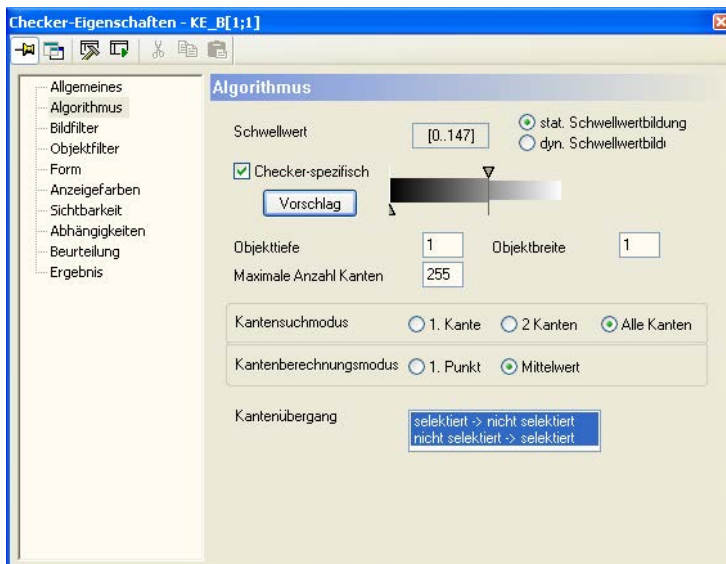 Checker-Eigenschaften - KE_B[1;1]
Allgemeines
Algorithmus
Bildfilter
Objektfilter
Form
Anzeigefarben
Sichtbarkeit
Abhängigkeiten
Beurteilung
Ergebnis
Algorithmus
Schwellwert [0..147] stat. Schwellwertbildung
dyn. Schwellwertbildu
Checker-spezifisch
Vorschlag
Objekttiefe 1 Objektbreite 1
Maximale Anzahl Kanten 255
Kantensuchmodus 1. Kante 2 Kanten Alle Kanten
Kantenberechnungsmodus 1. Punkt Mittelwert
Kantenübergang selektiert -> nicht selektiert
nicht selektiert -> selektiert